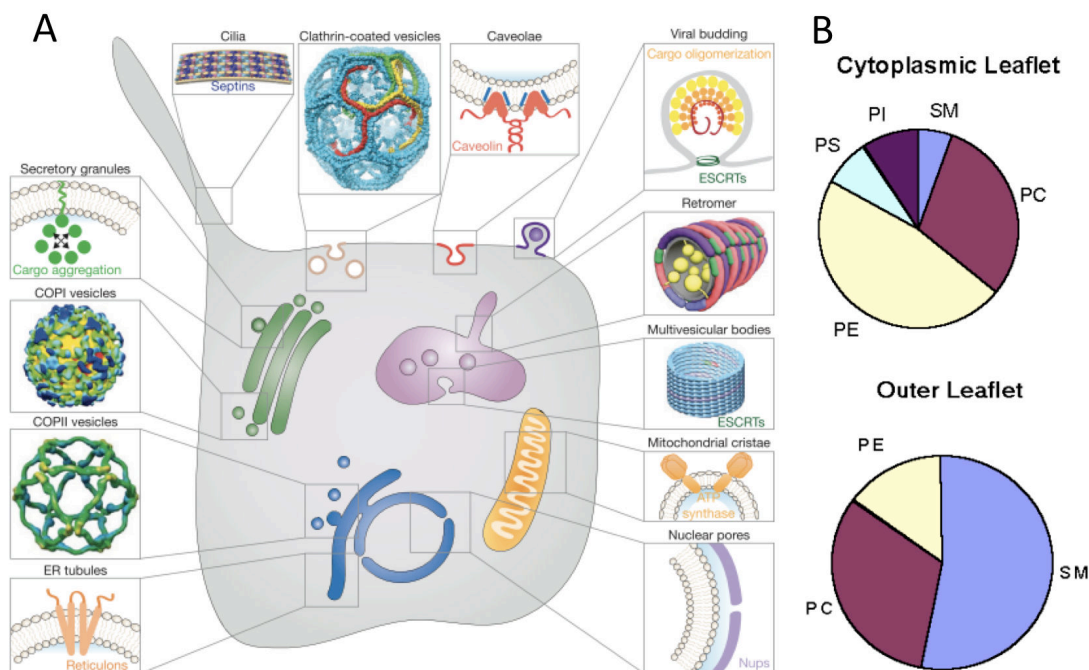 A
Cilia
Septins
Clathrin-coated vesicles
Caveolae
Caveolin
Viral budding
Cargo oligomerization
ESCRTs
Secretory granules
Cargo aggregation
COPI vesicles
COPII vesicles
ER tubules
Reticulons
Retromer
Multivesicular bodies
ESCRTs
Mitochondrial cristae
ATP
synthase
Nuclear pores
Nups
B
Cytoplasmic Leaflet
PI
SM
PS
PC
PE
Outer Leaflet
PE
PC
SM